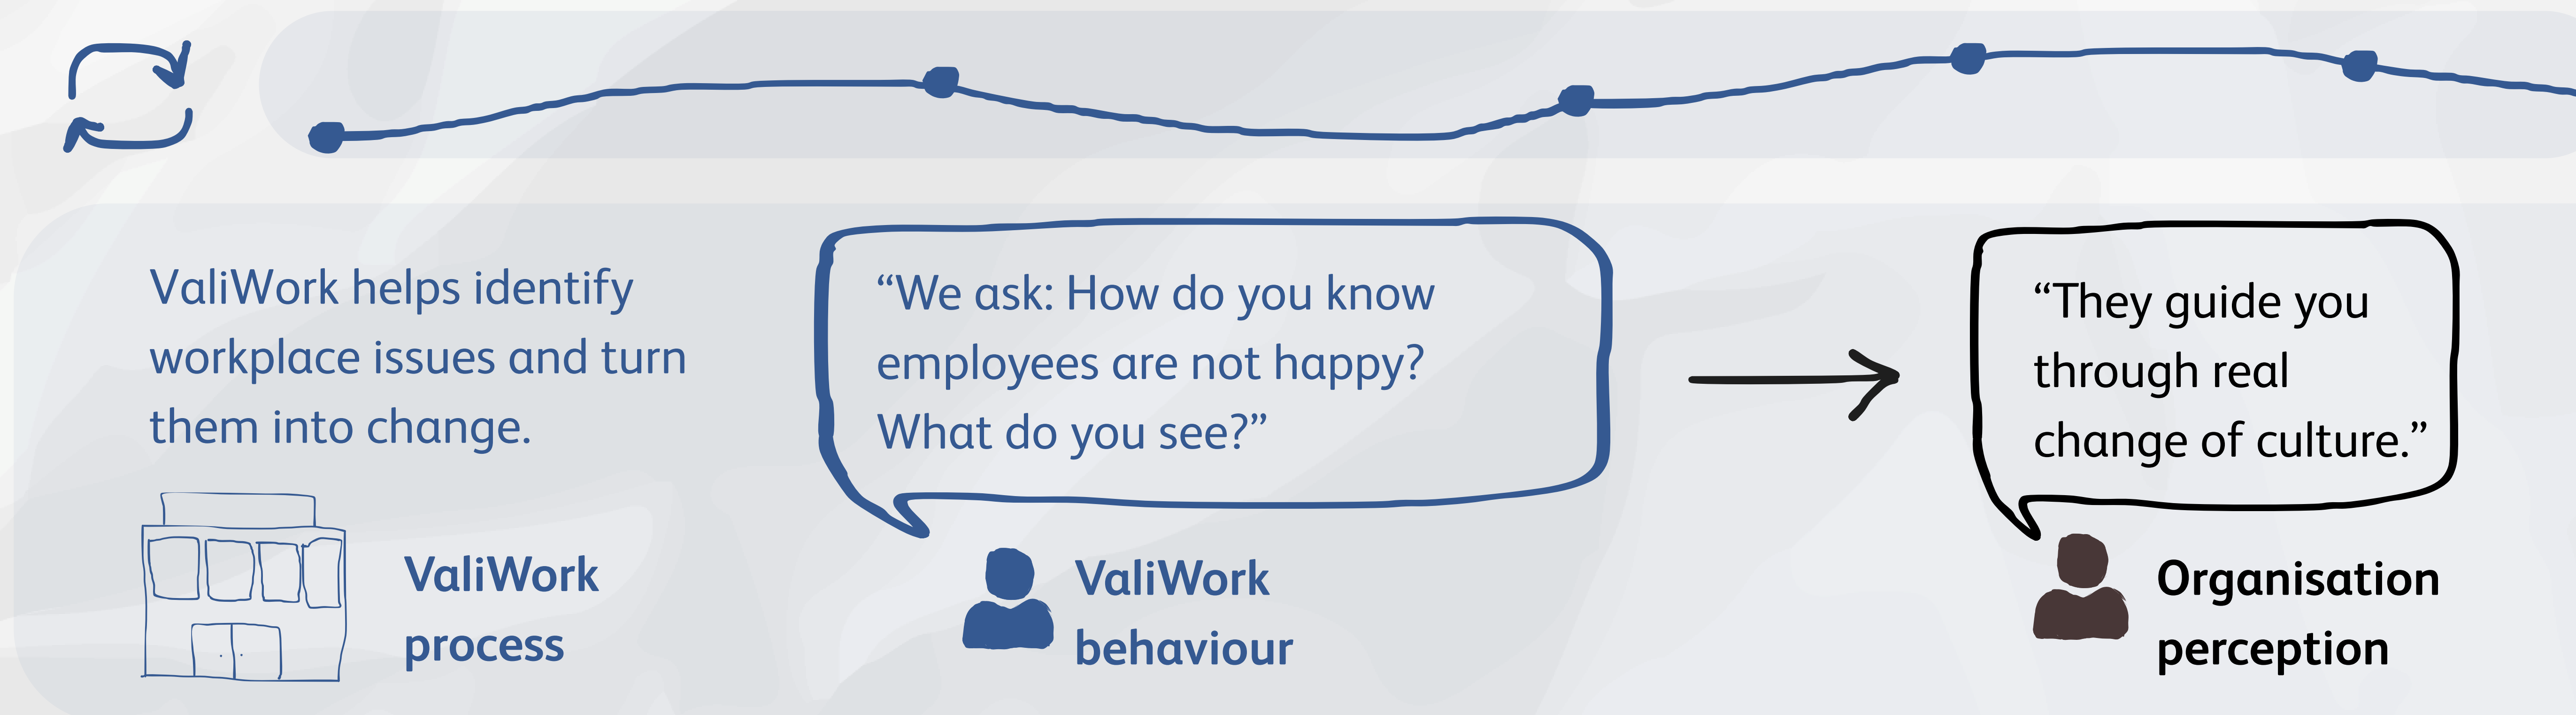 ValiWork helps identify
workplace issues and turn
them into change.
ValiWork
process
“We ask: How do you know
employees are not happy?
What do you see?”
ValiWork
behaviour
“They guide you
through real
change of culture.”
Organisation
perception